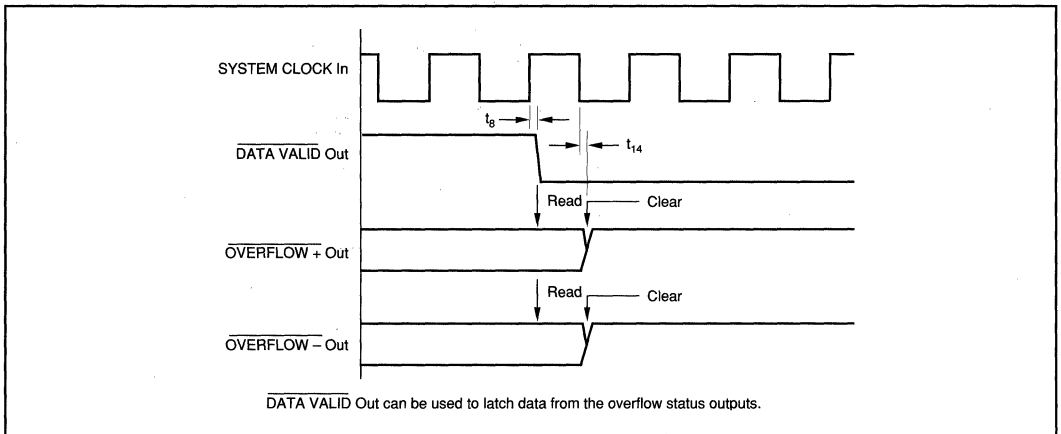 SYSTEM CLOCK In
t8
DATA VALID Out
t14
Read
Clear
OVERFLOW + Out
Read
Clear
OVERFLOW – Out
DATA VALID Out can be used to latch data from the overflow status outputs.